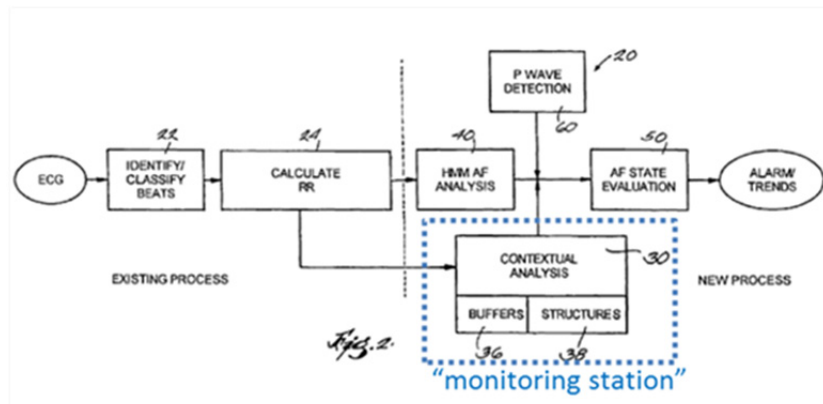 20
P WAVE
DETECTION
60
22
24
40
50
ECG
IDENTIFY/
CLASSIFY
BEATS
CALCULATE
RR
HMM AF
ANALYSIS
AF STATE
EVALUATION
ALARM/
TRENDS
CONTEXTUAL
ANALYSIS
30
EXISTING PROCESS
NEW PROCESS
BUFFERS
STRUCTURES
Fig. 2.
36
38
“monitoring station”